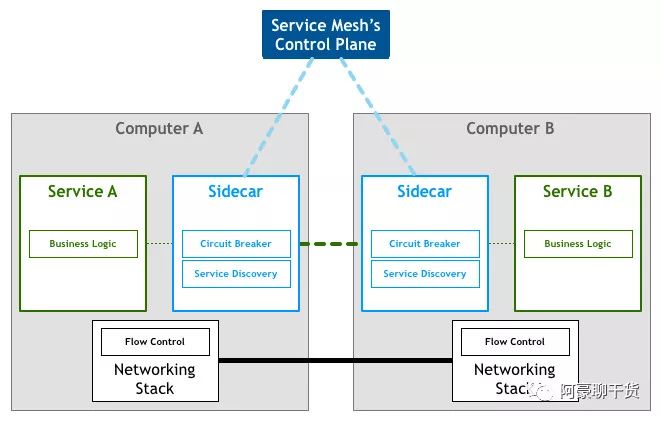 Service Mesh's
Control Plane
Computer A
Computer B
Service A
Sidecar
Sidecar
Service B
Business Logic
Circuit Breaker
Circuit Breaker
Business Logic
Service Discovery
Service Discovery
Flow Control
Flow Control
Networking
Stack
Networking
Stack
阿豪聊干货